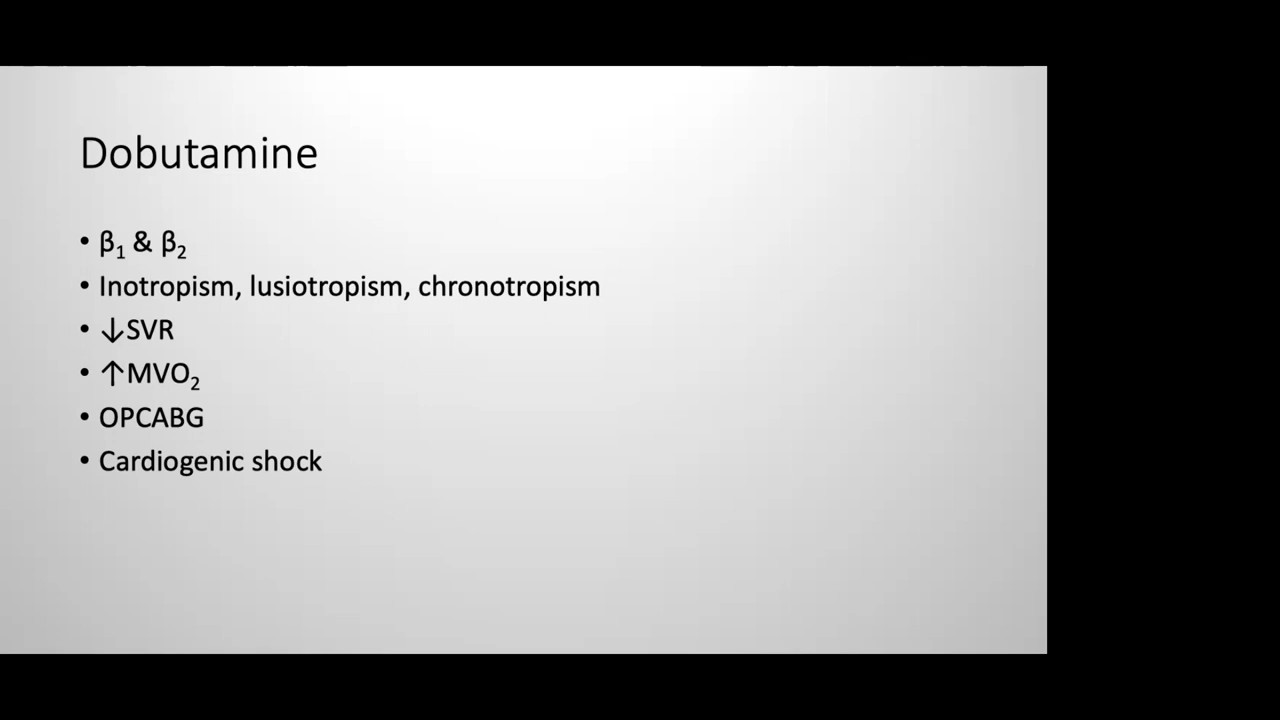 Dobutamine
• β₁ & β₂
• Inotropism, lusiotropism, chronotropism
• ↓SVR
• ↑MVO₂
• OPCABG
• Cardiogenic shock